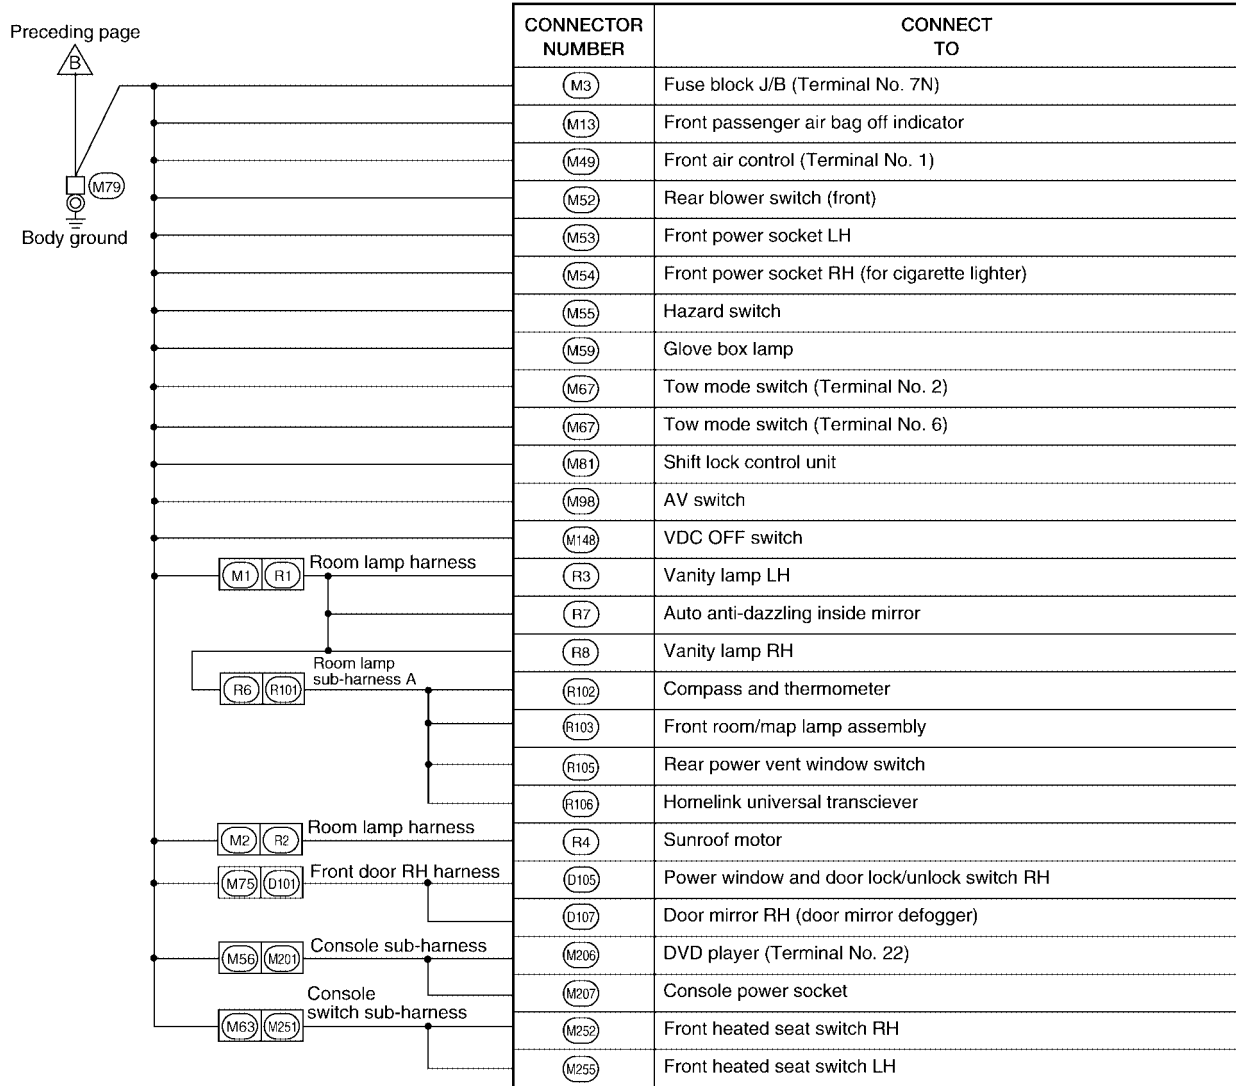 Preceding page
B
M79
Body ground
CONNECTOR NUMBER
CONNECT TO
M3 Fuse block J/B (Terminal No. 7N)
M13 Front passenger air bag off indicator
M49 Front air control (Terminal No. 1)
M52 Rear blower switch (front)
M53 Front power socket LH
M54 Front power socket RH (for cigarette lighter)
M55 Hazard switch
M59 Glove box lamp
M67 Tow mode switch (Terminal No. 2)
M67 Tow mode switch (Terminal No. 6)
M81 Shift lock control unit
M98 AV switch
M148 VDC OFF switch
M1 R1 Room lamp harness R3 Vanity lamp LH
R7 Auto anti-dazzling inside mirror
R8 Vanity lamp RH
Room lamp
sub-harness A
R6 R101 R102 Compass and thermometer
R103 Front room/map lamp assembly
R105 Rear power vent window switch
R106 Homelink universal transciever
M2 R2 Room lamp harness R4 Sunroof motor
M75 D101 Front door RH harness D105 Power window and door lock/unlock switch RH
D107 Door mirror RH (door mirror defogger)
M56 M201 Console sub-harness M206 DVD player (Terminal No. 22)
M207 Console power socket
Console
switch sub-harness
M63 M251 M252 Front heated seat switch RH
M255 Front heated seat switch LH